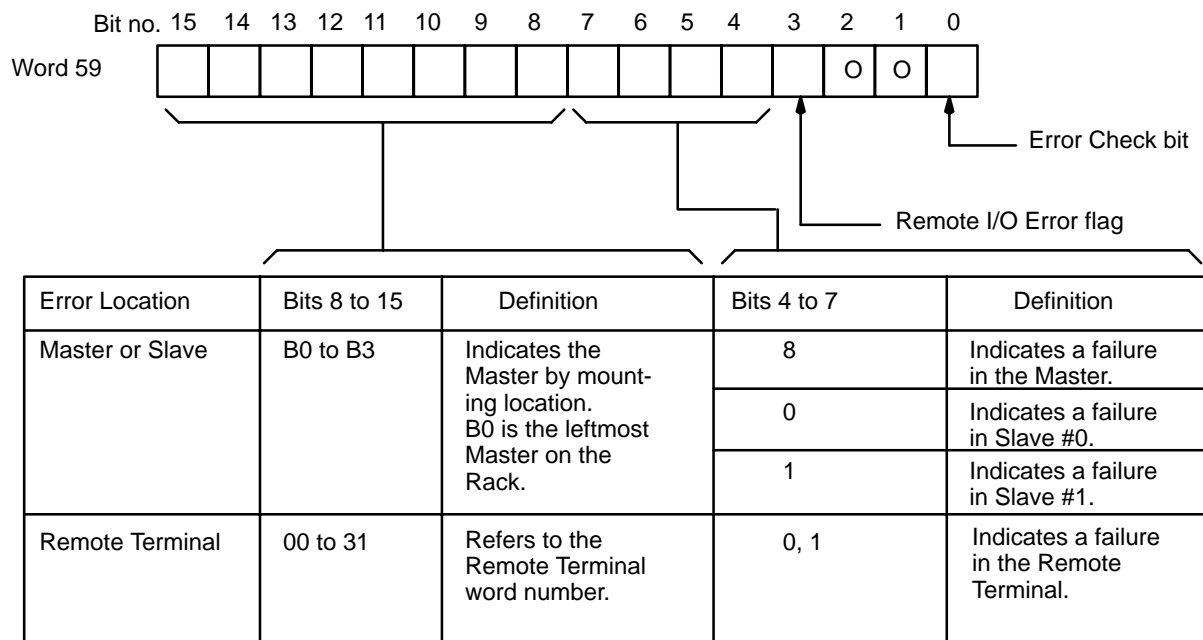 Bit no. 15 14 13 12 11 10 9 8 7 6 5 4 3 2 1 0
Word 59
O O
Error Check bit
Remote I/O Error flag
Error Location Bits 8 to 15 Definition Bits 4 to 7 Definition
Master or Slave
B0 to B3
Indicates the
Master by mount-
ing location.
B0 is the leftmost
Master on the
Rack.
8
Indicates a failure
in the Master.
0
Indicates a failure
in Slave #0.
1
Indicates a failure
in Slave #1.
Remote Terminal
00 to 31
Refers to the
Remote Terminal
word number.
0, 1
Indicates a failure
in the Remote
Terminal.